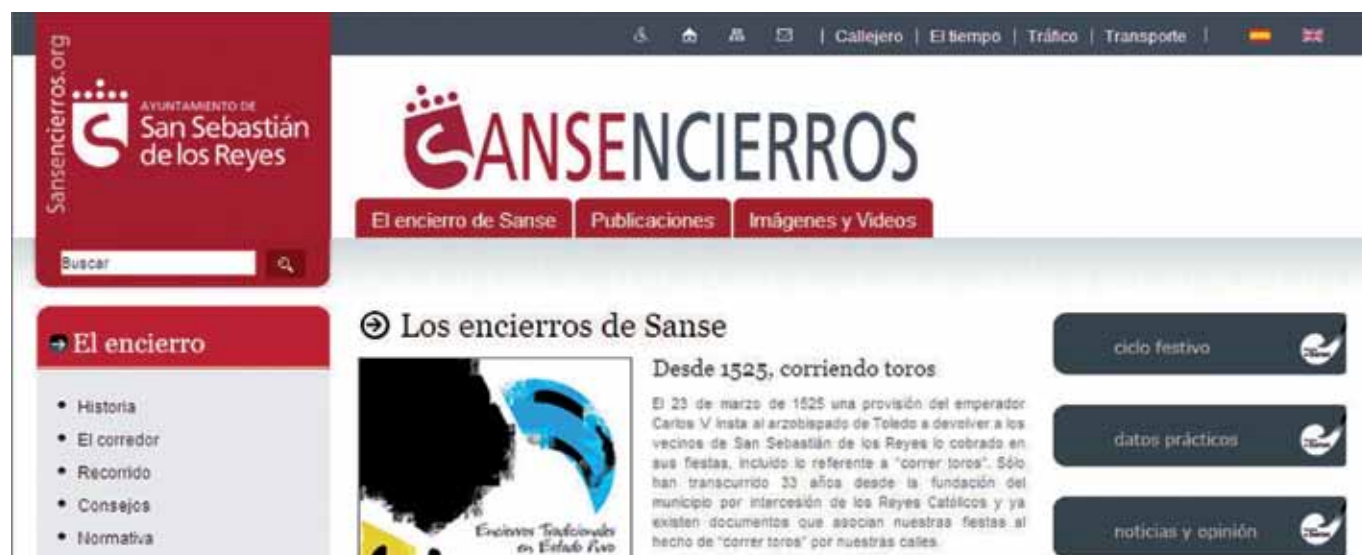 | Callejero | El tiempo | Tráfico | Transporte |
Sansencierros.org
AYUNTAMIENTO DE
San Sebastián
de los Reyes
SANSENCIERROS
El encierro de Sanse
Publicaciones
Imágenes y Videos
Buscar
El encierro
Historia
El corredor
Recorrido
Consejos
Normativa
Los encierros de Sanse
Encierros Tradicionales
en Estado Puro
Desde 1525, corriendo toros
El 23 de marzo de 1525 una provisión del emperador
Carlos V insta al arzobispado de Toledo a devolver a los
vecinos de San Sebastián de los Reyes lo cobrado en
sus fiestas, incluido lo referente a "correr toros". Sólo
han transcurrido 33 años desde la fundación del
municipio por intercesión de los Reyes Católicos y ya
existen documentos que asocian nuestras fiestas al
hecho de "correr toros" por nuestras calles.
ciclo festivo
datos prácticos
noticias y opinión